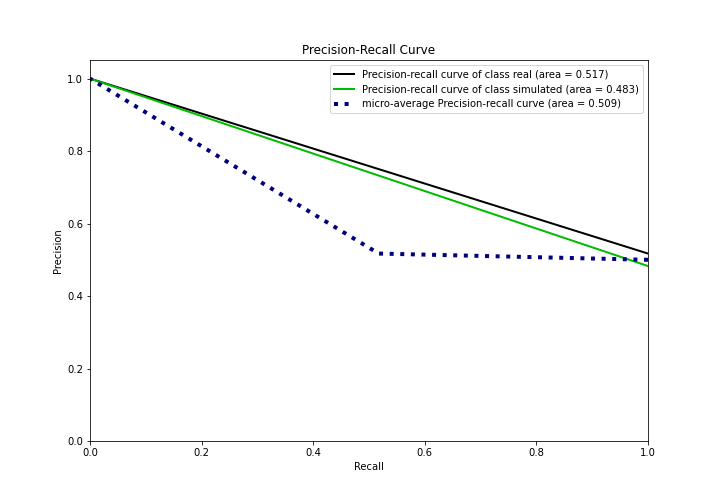 Precision-Recall Curve
Precision-recall curve of class real (area = 0.517)
Precision-recall curve of class simulated (area = 0.483)
micro-average Precision-recall curve (area = 0.509)
Precision
1.0
0.8
0.6
0.4
0.2
0.0
0.0 0.2 0.4 0.6 0.8 1.0
Recall